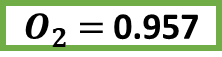 O₂ = 0.957